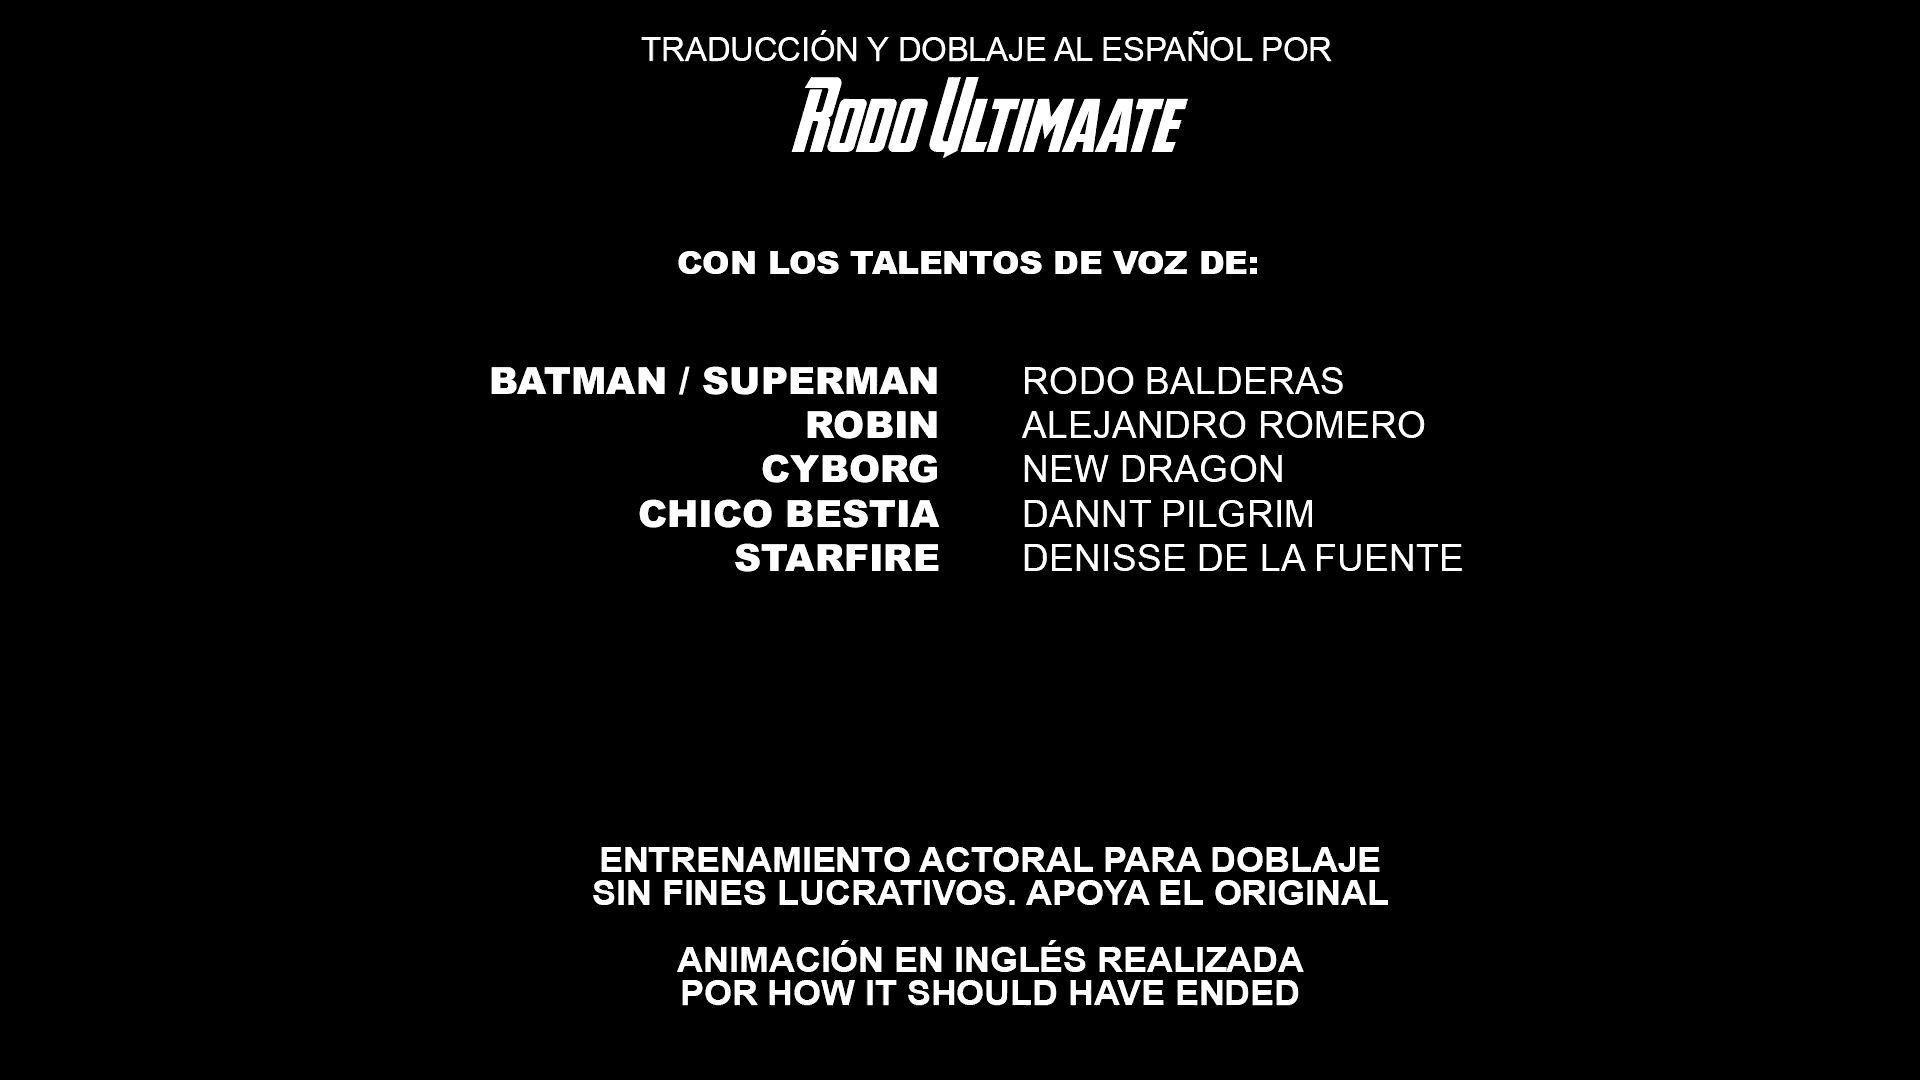 TRADUCCIÓN Y DOBLAJE AL ESPAÑOL POR
RODO ULTIMAATE
CON LOS TALENTOS DE VOZ DE:
BATMAN / SUPERMAN RODO BALDERAS
ROBIN ALEJANDRO ROMERO
CYBORG NEW DRAGON
CHICO BESTIA DANNT PILGRIM
STARFIRE DENISSE DE LA FUENTE
ENTRENAMIENTO ACTORAL PARA DOBLAJE
SIN FINES LUCRATIVOS. APOYA EL ORIGINAL
ANIMACIÓN EN INGLÉS REALIZADA
POR HOW IT SHOULD HAVE ENDED